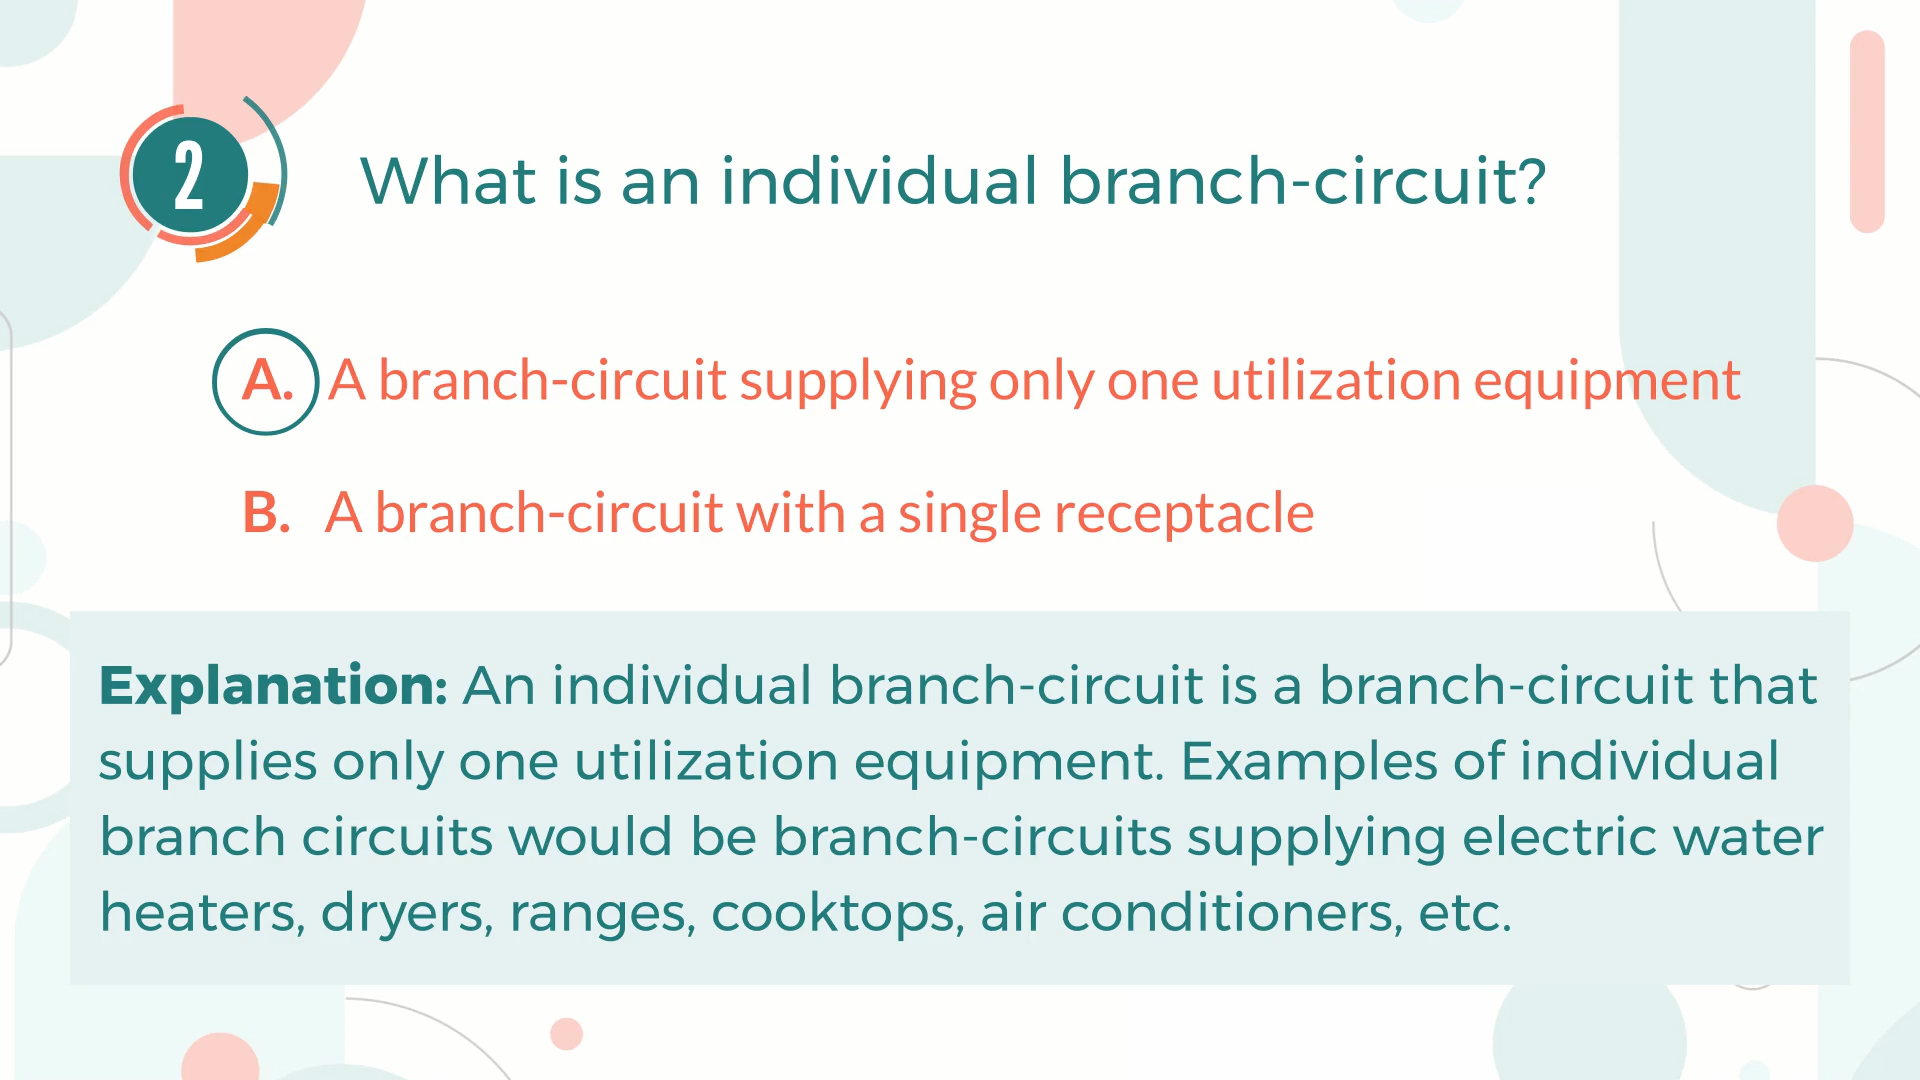 2
What is an individual branch-circuit?
A. A branch-circuit supplying only one utilization equipment
B. A branch-circuit with a single receptacle
Explanation: An individual branch-circuit is a branch-circuit that
supplies only one utilization equipment. Examples of individual
branch circuits would be branch-circuits supplying electric water
heaters, dryers, ranges, cooktops, air conditioners, etc.